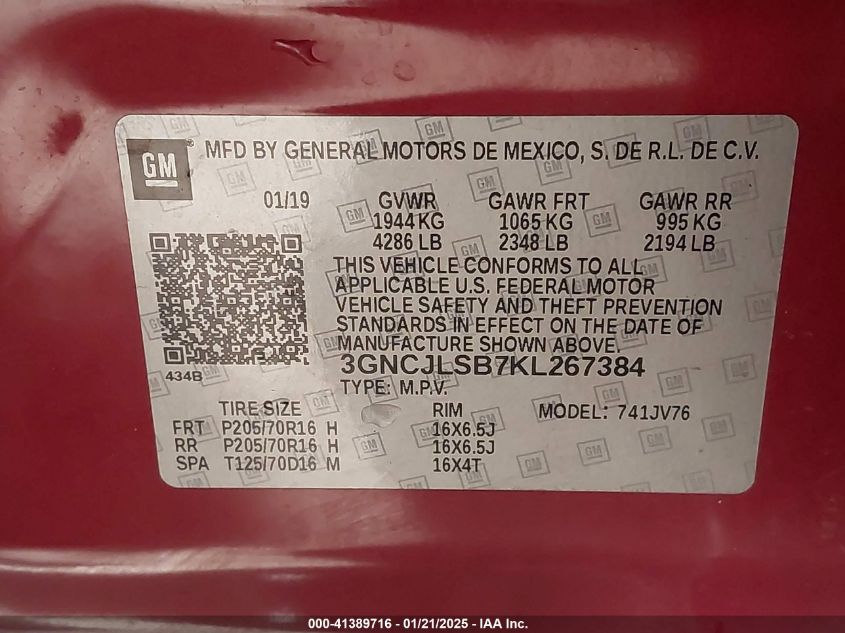 GM
MFD BY GENERAL MOTORS DE MEXICO, S. DE R.L. DE C.V.
01/19 GVWR GAWR FRT GAWR RR
1944 KG 1065 KG 995 KG
4286 LB 2348 LB 2194 LB
THIS VEHICLE CONFORMS TO ALL
APPLICABLE U.S. FEDERAL MOTOR
VEHICLE SAFETY AND THEFT PREVENTION
STANDARDS IN EFFECT ON THE DATE OF
MANUFACTURE SHOWN ABOVE.
434B 3GNCJLSB7KL267384
TYPE: M.P.V.
TIRE SIZE RIM MODEL: 741JV76
FRT P205/70R16 H 16X6.5J
RR P205/70R16 H 16X6.5J
SPA T125/70D16 M 16X4T
000-41389716 - 01/21/2025 - IAA Inc.